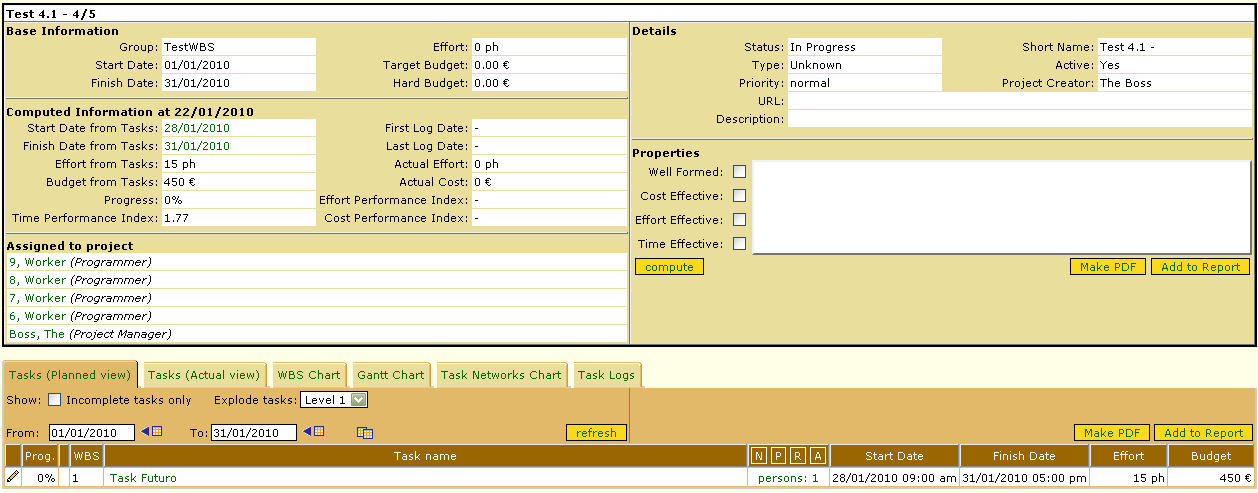 Test 4.1 - 4/5
Base Information
Group: TestWBS Effort: 0 ph
Start Date: 01/01/2010 Target Budget: 0.00 €
Finish Date: 31/01/2010 Hard Budget: 0.00 €
Computed Information at 22/01/2010
Start Date from Tasks: 28/01/2010 First Log Date: -
Finish Date from Tasks: 31/01/2010 Last Log Date: -
Effort from Tasks: 15 ph Actual Effort: 0 ph
Budget from Tasks: 450 € Actual Cost: 0 €
Progress: 0% Effort Performance Index: -
Time Performance Index: 1.77 Cost Performance Index: -
Assigned to project
9, Worker (Programmer)
8, Worker (Programmer)
7, Worker (Programmer)
6, Worker (Programmer)
Boss, The (Project Manager)
Details
Status: In Progress Short Name: Test 4.1 -
Type: Unknown Active: Yes
Priority: normal Project Creator: The Boss
URL:
Description:
Properties
Well Formed:
Cost Effective:
Effort Effective:
Time Effective:
compute Make PDF Add to Report
Tasks (Planned view) Tasks (Actual view) WBS Chart Gantt Chart Task Networks Chart Task Logs
Show: Incomplete tasks only Explode tasks: Level 1
From: 01/01/2010 To: 31/01/2010 refresh Make PDF Add to Report
Prog. WBS Task name N P R A Start Date Finish Date Effort Budget
0% 1 Task Futuro persons: 1 28/01/2010 09:00 am 31/01/2010 05:00 pm 15 ph 450 €